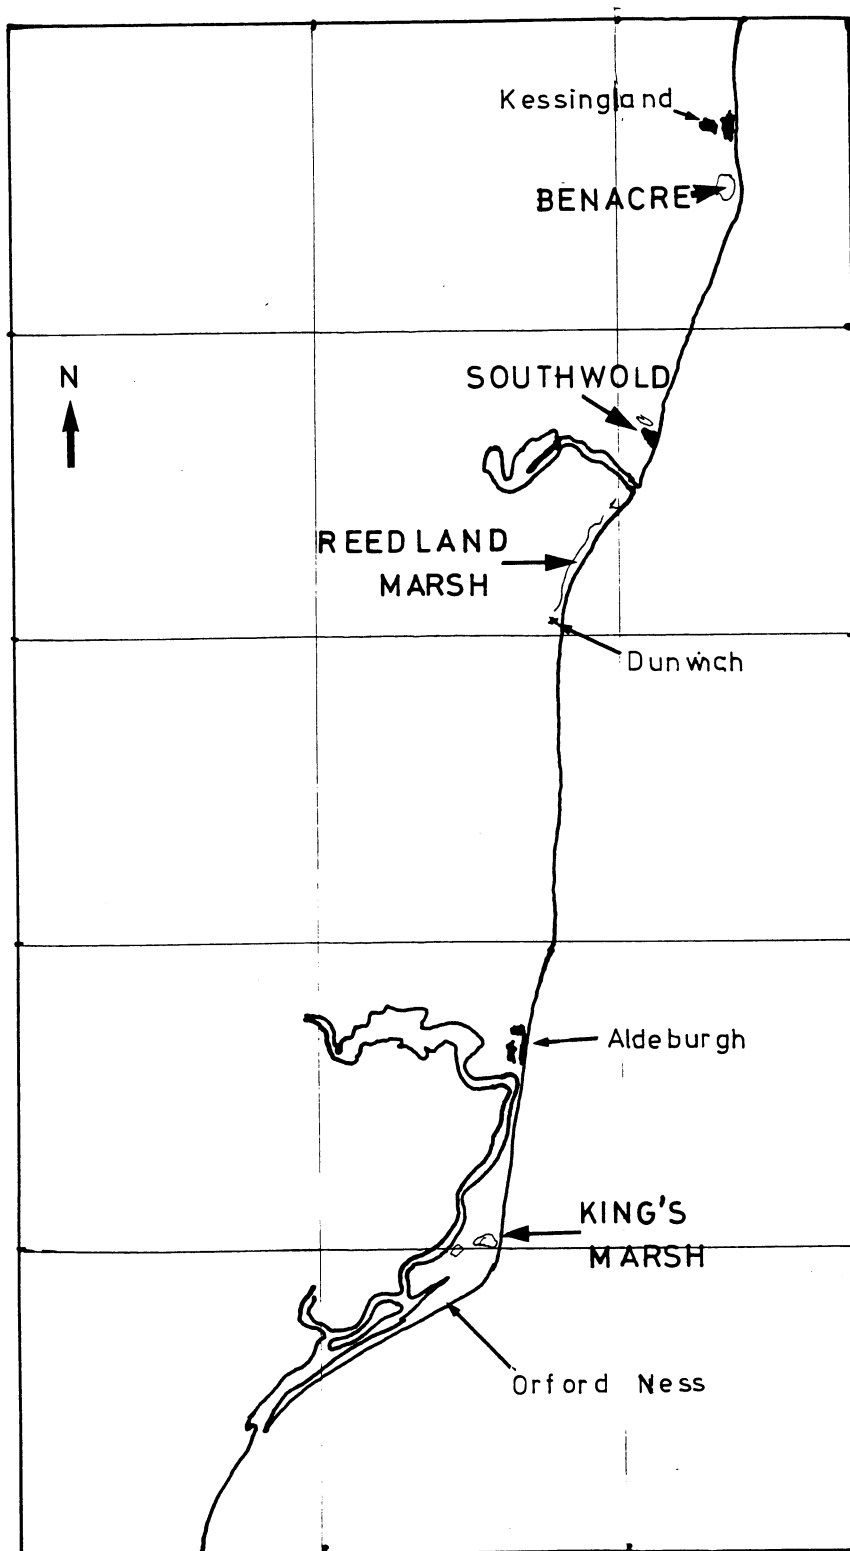 Kessingland
BENACRE
N
SOUTHWOLD
REEDLAND
MARSH
Dunwich
Aldeburgh
KING'S
MARSH
Orford Ness